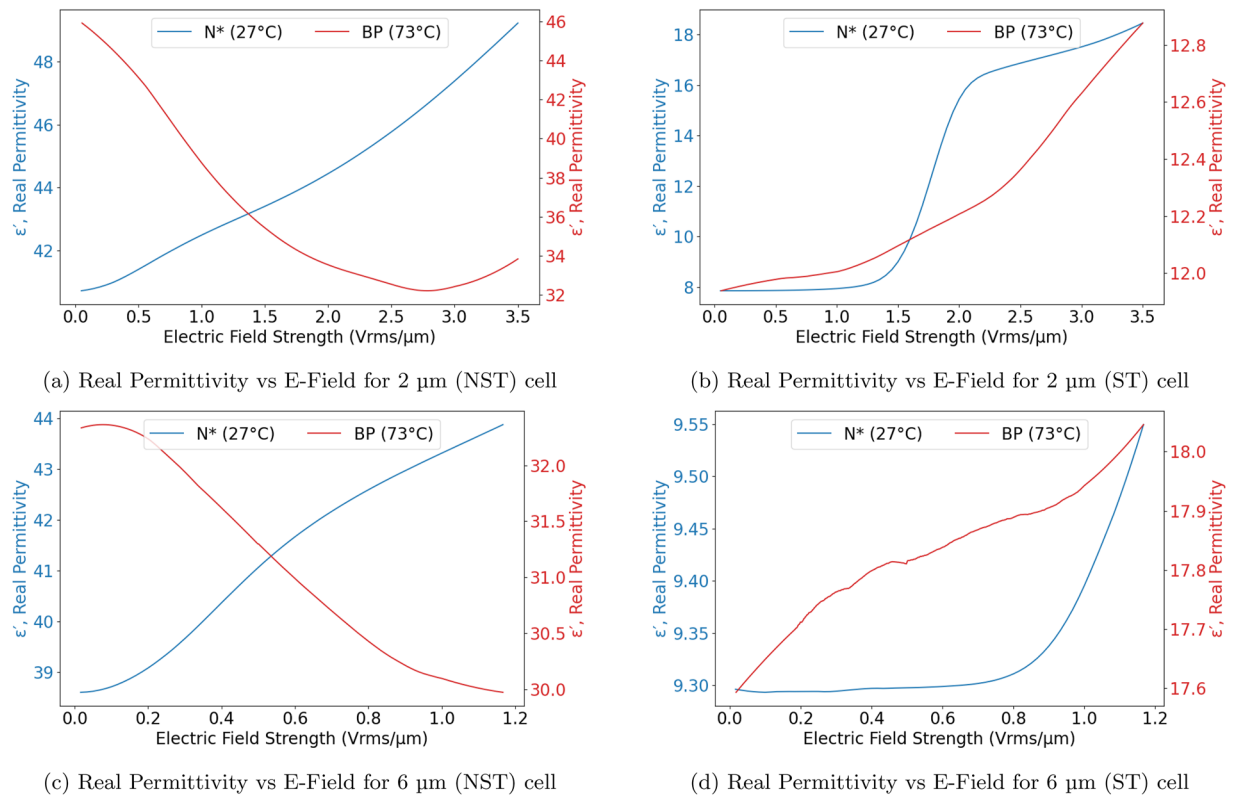 N* (27°C) BP (73°C)
48
46
44
42
ε′, Real Permittivity
46
44
42
40
38
36
34
32
ε′, Real Permittivity
0.0 0.5 1.0 1.5 2.0 2.5 3.0 3.5
Electric Field Strength (Vrms/μm)
(a) Real Permittivity vs E-Field for 2 µm (NST) cell
N* (27°C) BP (73°C)
18
16
14
12
10
8
ε′, Real Permittivity
12.8
12.6
12.4
12.2
12.0
ε′, Real Permittivity
0.0 0.5 1.0 1.5 2.0 2.5 3.0 3.5
Electric Field Strength (Vrms/μm)
(b) Real Permittivity vs E-Field for 2 µm (ST) cell
N* (27°C) BP (73°C)
44
43
42
41
40
39
ε′, Real Permittivity
32.0
31.5
31.0
30.5
30.0
ε′, Real Permittivity
0.0 0.2 0.4 0.6 0.8 1.0 1.2
Electric Field Strength (Vrms/μm)
(c) Real Permittivity vs E-Field for 6 µm (NST) cell
N* (27°C) BP (73°C)
9.55
9.50
9.45
9.40
9.35
9.30
ε′, Real Permittivity
18.0
17.9
17.8
17.7
17.6
ε′, Real Permittivity
0.0 0.2 0.4 0.6 0.8 1.0 1.2
Electric Field Strength (Vrms/μm)
(d) Real Permittivity vs E-Field for 6 µm (ST) cell